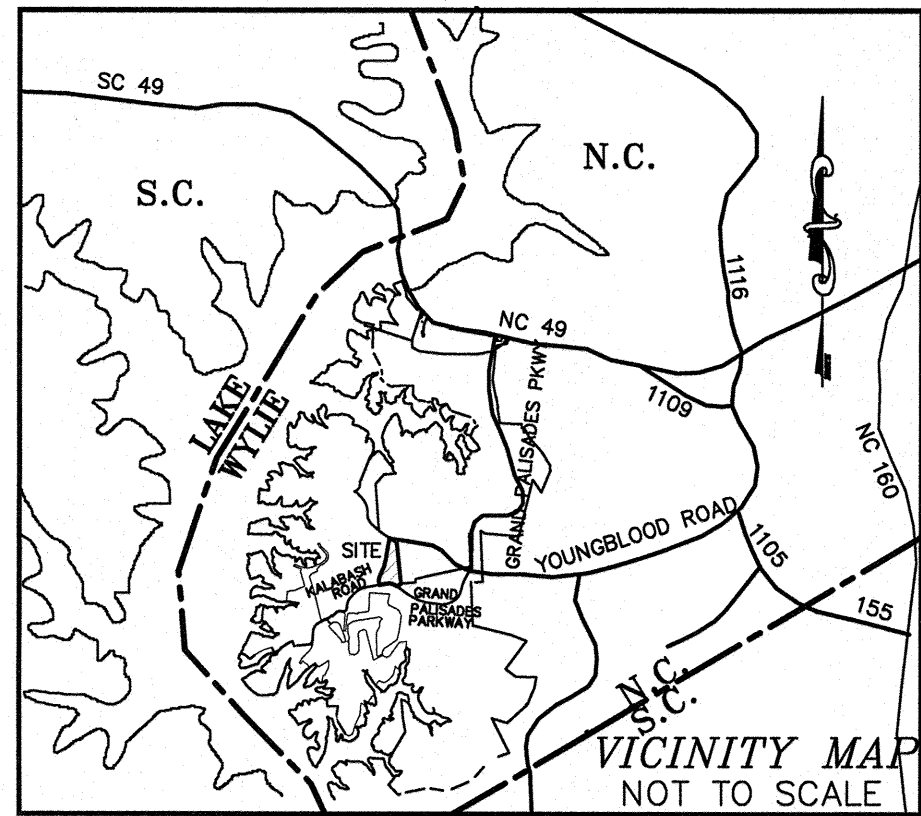 SC 49
N.C.
S.C.
1116
NC 49
LAKE
WYLIE
GRAND PALISADES PKWY
1109
NC 160
YOUNGBLOOD ROAD
SITE
KALABASH
ROAD
GRAND
PALISADES
PARKWAY
1105
155
N.C.
S.C.
VICINITY MAP
NOT TO SCALE